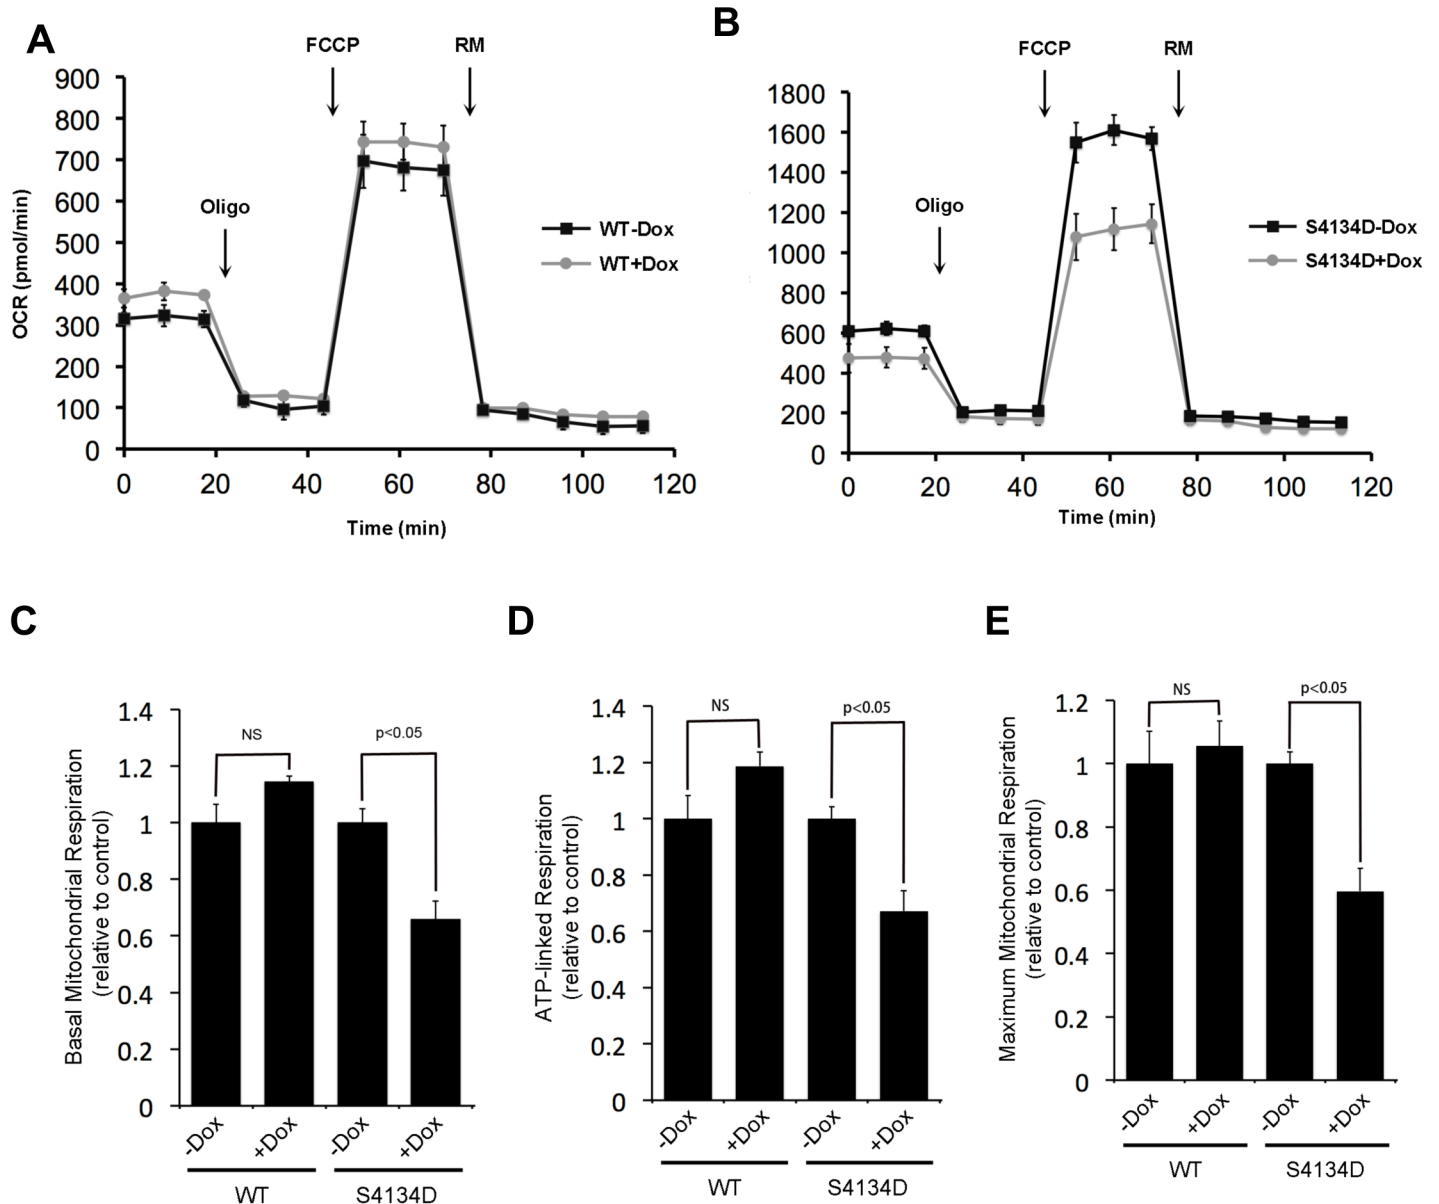 A
FCCP
RM
900
800
700
600
500
400
300
200
100
0
OCR (pmol/min)
Oligo
WT-Dox
WT+Dox
0 20 40 60 80 100 120
Time (min)
B
FCCP
RM
1800
1600
1400
1200
1000
800
600
400
200
0
Oligo
S4134D-Dox
S4134D+Dox
0 20 40 60 80 100 120
Time (min)
C
Basal Mitochondrial Respiration
(relative to control)
1.4
1.2
1
0.8
0.6
0.4
0.2
0
NS
p<0.05
-Dox +Dox -Dox +Dox
WT S4134D
D
ATP-linked Respiration
(relative to control)
1.4
1.2
1
0.8
0.6
0.4
0.2
0
NS
p<0.05
-Dox +Dox -Dox +Dox
WT S4134D
E
Maximum Mitochondrial Respiration
(relative to control)
1.2
1
0.8
0.6
0.4
0.2
0
NS
p<0.05
-Dox +Dox -Dox +Dox
WT S4134D